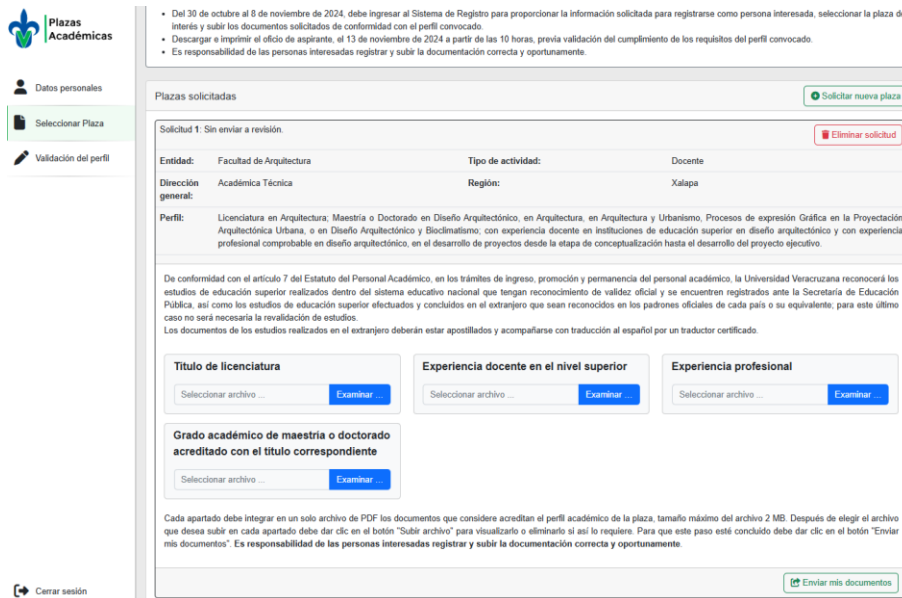 Plazas
Académicas
Datos personales
Seleccionar Plaza
Validación del perfil
Cerrar sesión
• Del 30 de octubre al 8 de noviembre de 2024, debe ingresar al Sistema de Registro para proporcionar la información solicitada para registrarse como persona interesada, seleccionar la plaza de
interés y subir los documentos solicitados de conformidad con el perfil convocado.
• Descargar e imprimir el oficio de aspirante, el 13 de noviembre de 2024 a partir de las 10 horas, previa validación del cumplimiento de los requisitos del perfil convocado.
• Es responsabilidad de las personas interesadas registrar y subir la documentación correcta y oportunamente.
Plazas solicitadas
Solicitar nueva plaza
Solicitud 1: Sin enviar a revisión.
Eliminar solicitud
Entidad: Facultad de Arquitectura Tipo de actividad: Docente
Dirección Académica Técnica Región: Xalapa
general:
Perfil: Licenciatura en Arquitectura; Maestría o Doctorado en Diseño Arquitectónico, en Arquitectura, en Arquitectura y Urbanismo, Procesos de expresión Gráfica en la Proyectación
Arquitectónica Urbana, o en Diseño Arquitectónico y Bioclimatismo; con experiencia docente en instituciones de educación superior en diseño arquitectónico y con experiencia
profesional comprobable en diseño arquitectónico, en el desarrollo de proyectos desde la etapa de conceptualización hasta el desarrollo del proyecto ejecutivo.
De conformidad con el artículo 7 del Estatuto del Personal Académico, en los trámites de ingreso, promoción y permanencia del personal académico, la Universidad Veracruzana reconocerá los
estudios de educación superior realizados dentro del sistema educativo nacional que tengan reconocimiento de validez oficial y se encuentren registrados ante la Secretaría de Educación
Pública, así como los estudios de educación superior efectuados y concluidos en el extranjero que sean reconocidos en los padrones oficiales de cada país o su equivalente; para este último
caso no será necesaria la revalidación de estudios.
Los documentos de los estudios realizados en el extranjero deberán estar apostillados y acompañarse con traducción al español por un traductor certificado.
Título de licenciatura
Seleccionar archivo ... Examinar ...
Experiencia docente en el nivel superior
Seleccionar archivo ... Examinar ...
Experiencia profesional
Seleccionar archivo ... Examinar ...
Grado académico de maestría o doctorado
acreditado con el título correspondiente
Seleccionar archivo ... Examinar ...
Cada apartado debe integrar en un solo archivo de PDF los documentos que considere acreditan el perfil académico de la plaza, tamaño máximo del archivo 2 MB. Después de elegir el archivo
que desea subir en cada apartado debe dar clic en el botón "Subir archivo" para visualizarlo o eliminarlo si así lo requiere. Para que este paso esté concluido debe dar clic en el botón "Enviar
mis documentos". Es responsabilidad de las personas interesadas registrar y subir la documentación correcta y oportunamente.
Enviar mis documentos